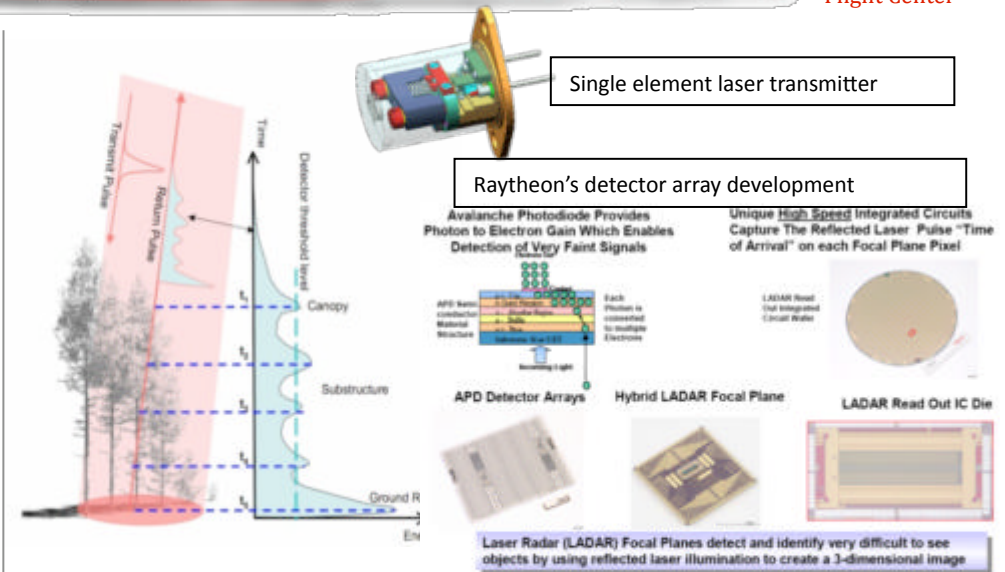 Flight Center
Single element laser transmitter
Raytheon's detector array development
Time
Transmit Pulse
Return Pulse
Detector threshold level
Canopy
Substructure
Ground R
Avalanche Photodiode Provides
Photon to Electron Gain Which Enables
Detection of Very Faint Signals
Unique High Speed Integrated Circuits
Capture The Reflected Laser Pulse "Time
of Arrival" on each Focal Plane Pixel
Each
Photon is
converted
to multiple
Electrons
Material
Structure
Incoming Light
LADAR Read
Out Integrated
Circuit Wafer
APD Detector Arrays
Hybrid LADAR Focal Plane
LADAR Read Out IC Die
Laser Radar (LADAR) Focal Planes detect and identify very difficult to see
objects by using reflected laser illumination to create a 3-dimensional image